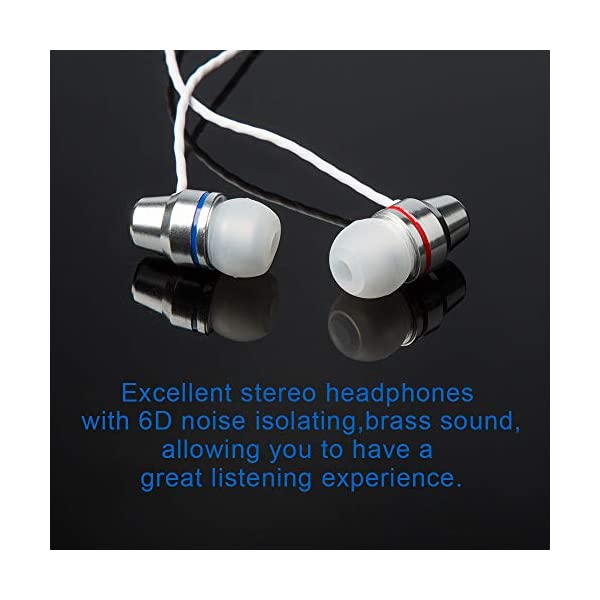 Excellent stereo headphones
with 6D noise isolating,brass sound,
allowing you to have a
great listening experience.